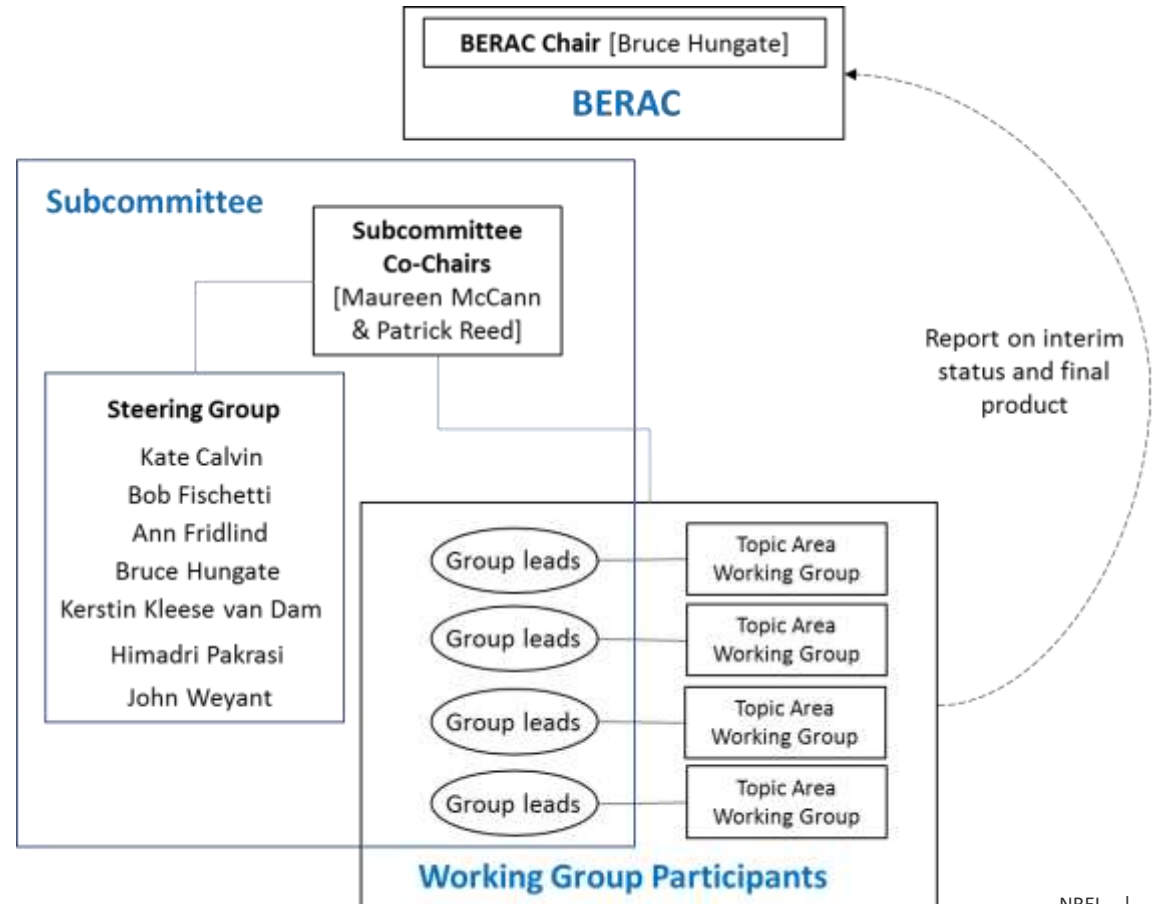 BERAC Chair [Bruce Hungate]
BERAC
Subcommittee
Subcommittee
Co-Chairs
[Maureen McCann
& Patrick Reed]
Report on interim
status and final
product
Steering Group
Kate Calvin
Bob Fischetti
Ann Fridlind
Bruce Hungate
Kerstin Kleese van Dam
Himadri Pakrasi
John Weyant
Group leads
Topic Area
Working Group
Group leads
Topic Area
Working Group
Group leads
Topic Area
Working Group
Group leads
Topic Area
Working Group
Working Group Participants
NREL |